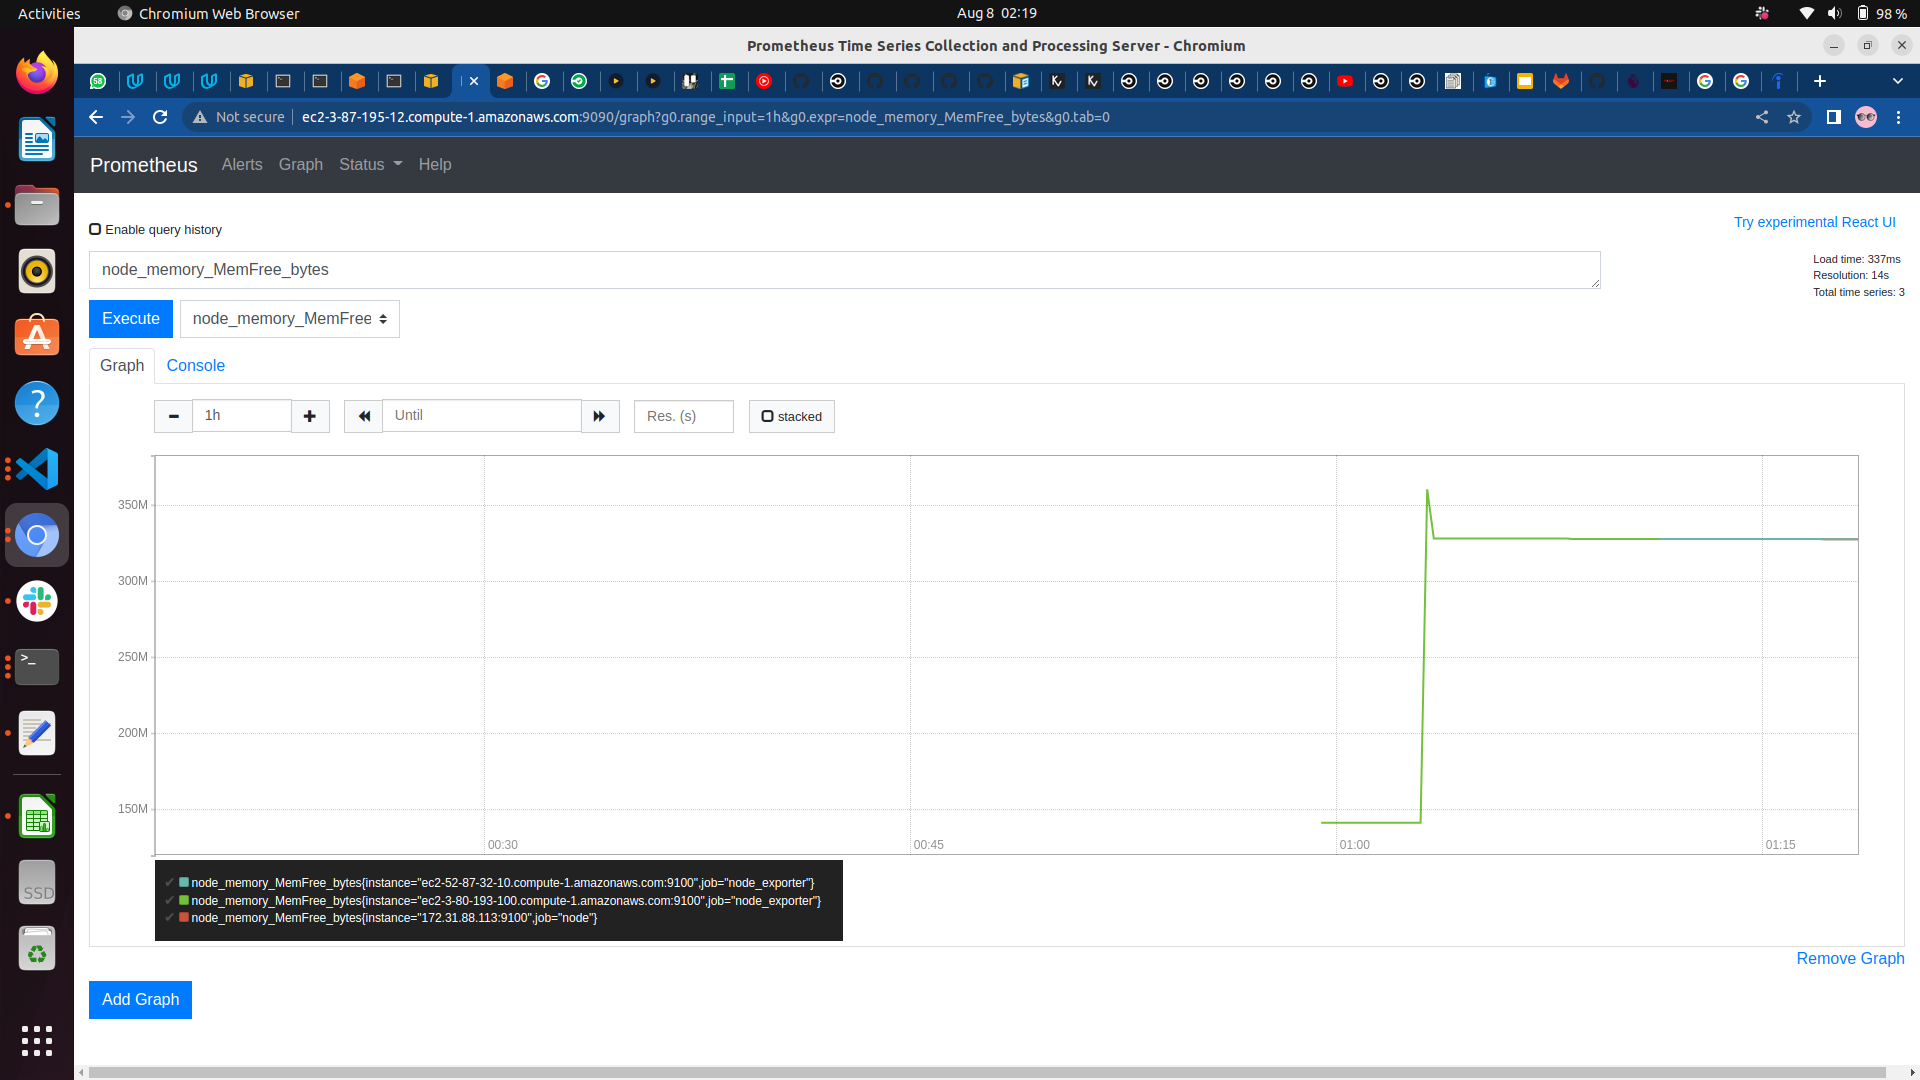 Activities
Chromium Web Browser
Aug 8 02:19
98 %
Prometheus Time Series Collection and Processing Server - Chromium
58
Not secure
ec2-3-87-195-12.compute-1.amazonaws.com:9090/graph?g0.range_input=1h&g0.expr=node_memory_MemFree_bytes&g0.tab=0
Prometheus
Alerts
Graph
Status
Help
Enable query history
Try experimental React UI
node_memory_MemFree_bytes
Load time: 337ms
Resolution: 14s
Total time series: 3
Execute
node_memory_MemFree
Graph
Console
1h
Until
Res. (s)
stacked
350M
300M
250M
200M
150M
00:30
00:45
01:00
01:15
node_memory_MemFree_bytes{instance="ec2-52-87-32-10.compute-1.amazonaws.com:9100",job="node_exporter"}
node_memory_MemFree_bytes{instance="ec2-3-80-193-100.compute-1.amazonaws.com:9100",job="node_exporter"}
node_memory_MemFree_bytes{instance="172.31.88.113:9100",job="node"}
Remove Graph
Add Graph
SSD